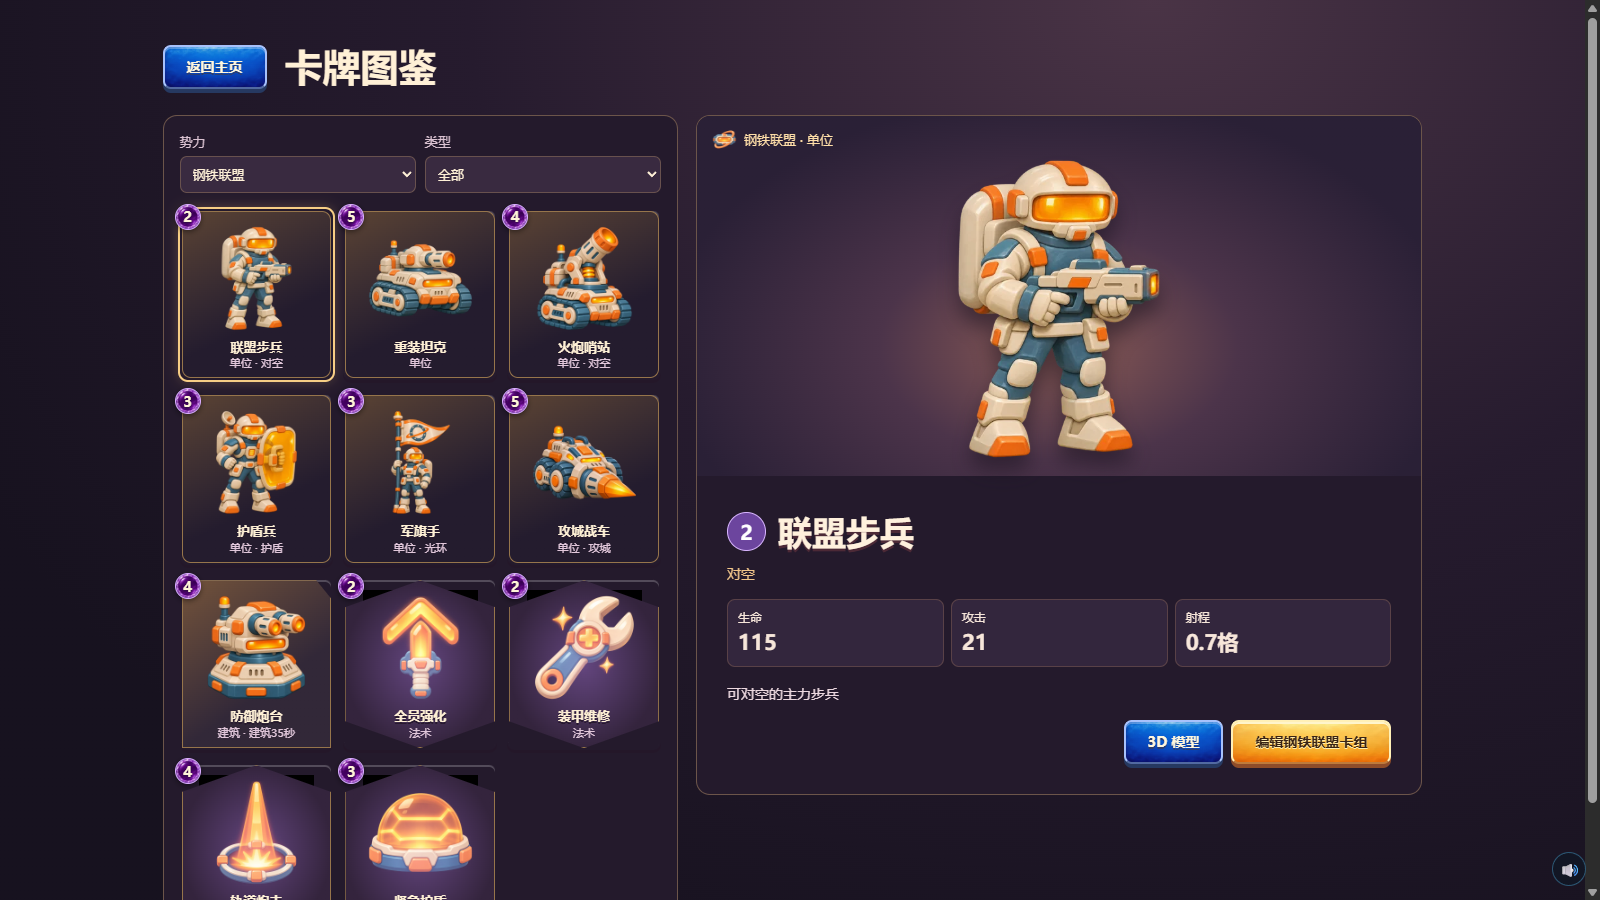 返回主页
卡牌图鉴
势力
类型
钢铁联盟
全部
2
联盟步兵
单位 · 对空
5
重装坦克
单位
4
火炮哨站
单位 · 对空
3
护盾兵
单位 · 护盾
3
军旗手
单位 · 光环
5
攻城战车
单位 · 攻城
4
防御炮台
建筑 · 建筑35秒
2
全员强化
法术
2
装甲维修
法术
4
3
钢铁联盟 · 单位
2
联盟步兵
对空
生命
115
攻击
21
射程
0.7格
可对空的主力步兵
3D 模型
编辑钢铁联盟卡组